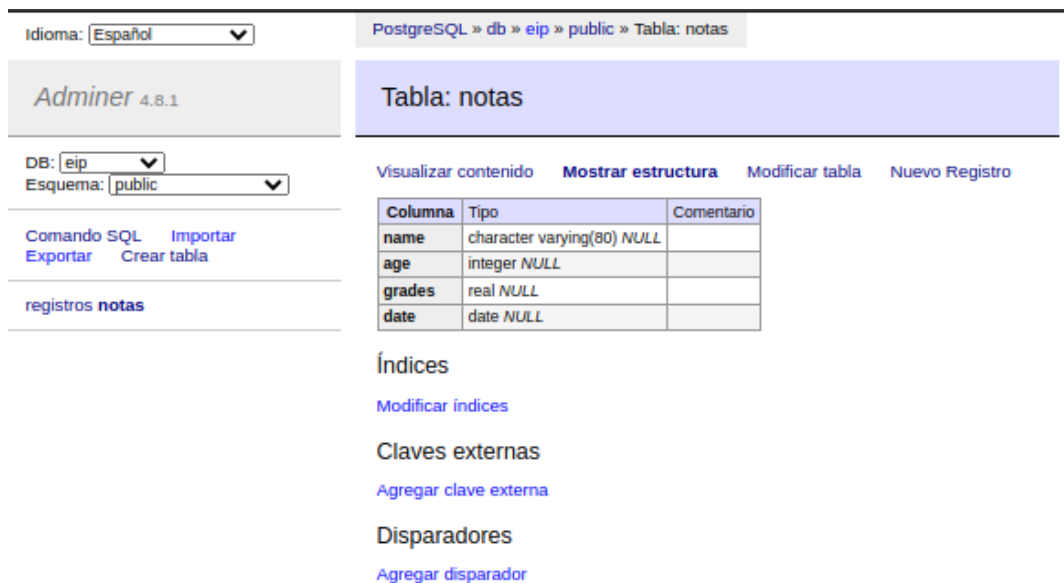 Idioma: Español
PostgreSQL » db » eip » public » Tabla: notas
Adminer 4.8.1
Tabla: notas
DB: eip
Esquema: public
Comando SQL Importar
Exportar Crear tabla
registros notas
Visualizar contenido Mostrar estructura Modificar tabla Nuevo Registro
Columna Tipo Comentario
name character varying(80) NULL
age integer NULL
grades real NULL
date date NULL
Índices
Modificar índices
Claves externas
Agregar clave externa
Disparadores
Agregar disparador